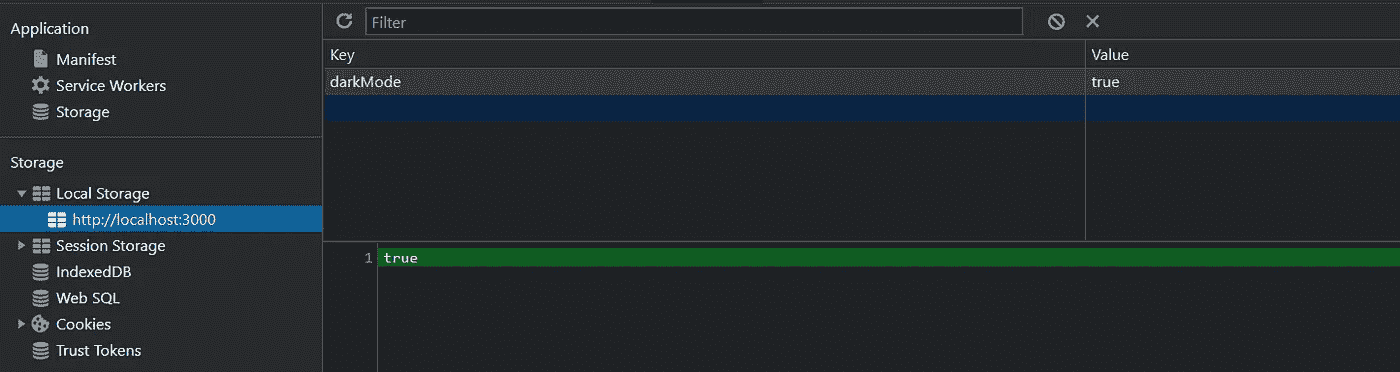 Application
Manifest
Service Workers
Storage
Storage
Local Storage
http://localhost:3000
Session Storage
IndexedDB
Web SQL
Cookies
Trust Tokens
Filter
Key Value
darkMode true
1 true